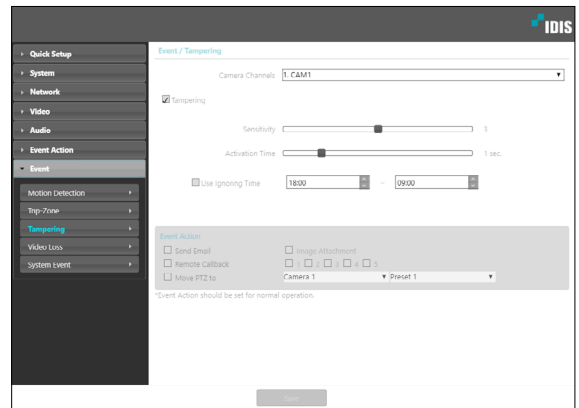 IDIS
Quick Setup
System
Network
Video
Audio
Event Action
Event
Motion Detection
Trip-Zone
Tampering
Video Loss
System Event
Event / Tampering
Camera Channels 1. CAM1
Tampering
Sensitivity
Activation Time 1 sec.
Use Ignoring Time 18:00 ~ 09:00
Event Action
Send Email Image Attachment
Remote Callback 1 2 3 4 5
Move PTZ to Camera 1 Preset 1
*Event Action should be set for normal operation.
Save